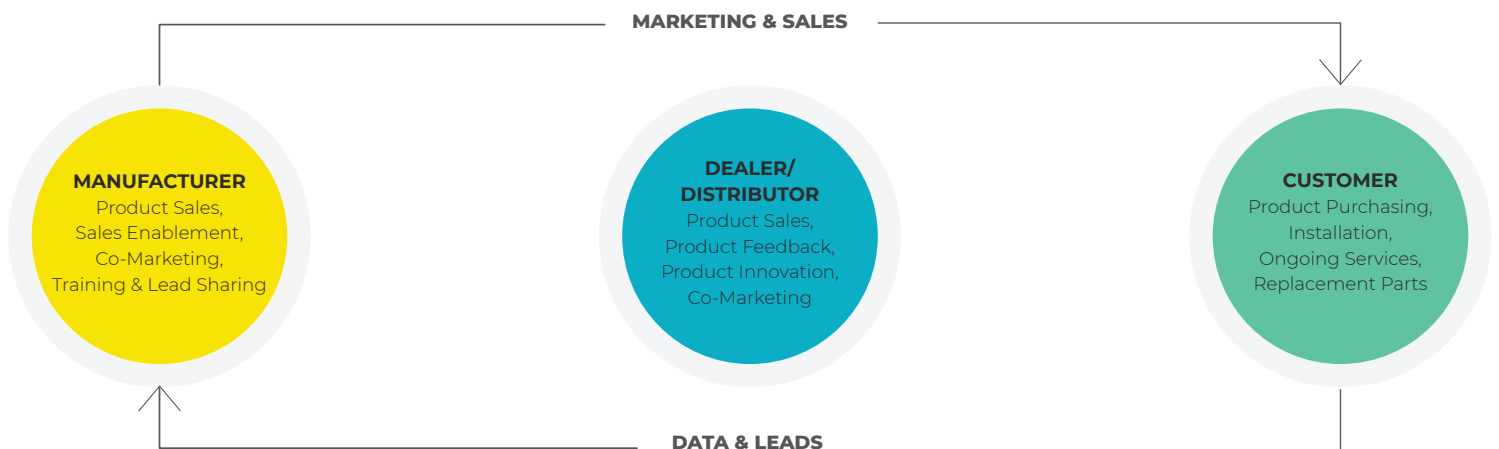 MARKETING & SALES
MANUFACTURER
Product Sales,
Sales Enablement,
Co-Marketing,
Training & Lead Sharing
DEALER/
DISTRIBUTOR
Product Sales,
Product Feedback,
Product Innovation,
Co-Marketing
CUSTOMER
Product Purchasing,
Installation,
Ongoing Services,
Replacement Parts
DATA & LEADS